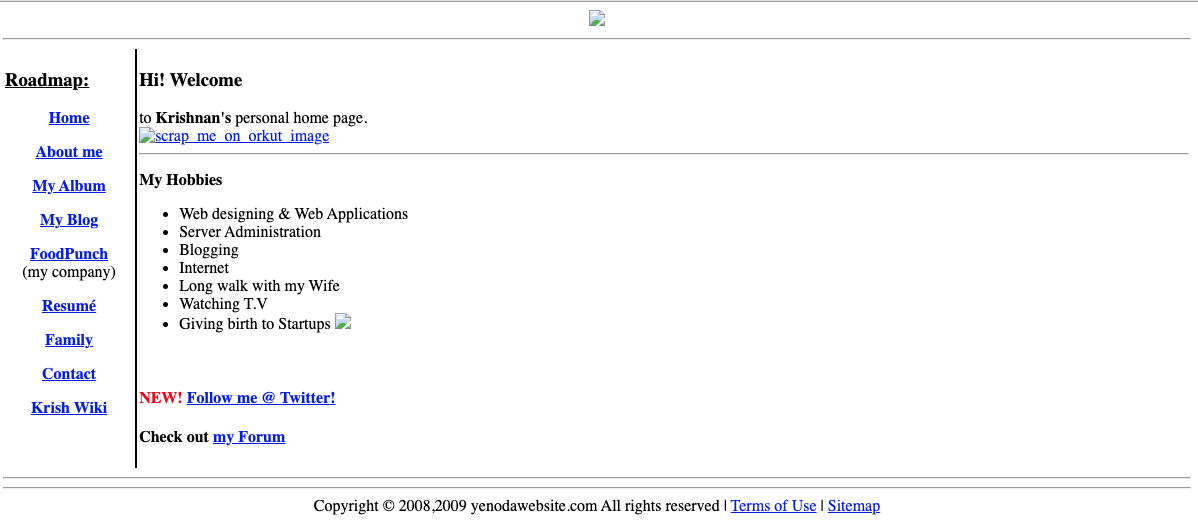 Roadmap:
Home
About me
My Album
My Blog
FoodPunch
(my company)
Resumé
Family
Contact
Krish Wiki
Hi! Welcome
to Krishnan's personal home page.
scrap_me_on_orkut_image
My Hobbies
Web designing & Web Applications
Server Administration
Blogging
Internet
Long walk with my Wife
Watching T.V
Giving birth to Startups
NEW! Follow me @ Twitter!
Check out my Forum
Copyright © 2008,2009 yenodawebsite.com All rights reserved | Terms of Use | Sitemap